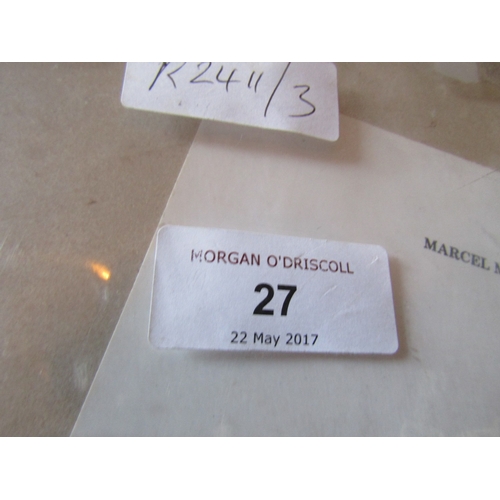 R2411/3
MARCEL M
MORGAN O'DRISCOLL
27
22 May 2017